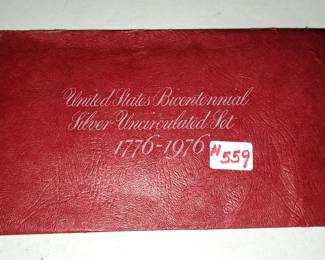 United States Bicentennial
Silver Uncirculated Set
1776-1976
#559